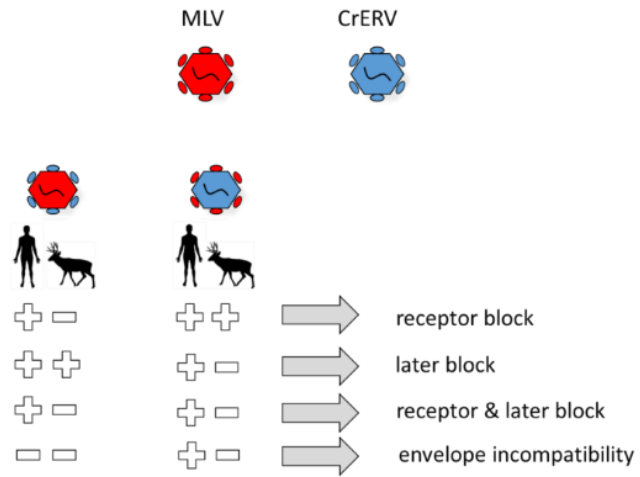 MLV CrERV
receptor block
later block
receptor & later block
envelope incompatibility